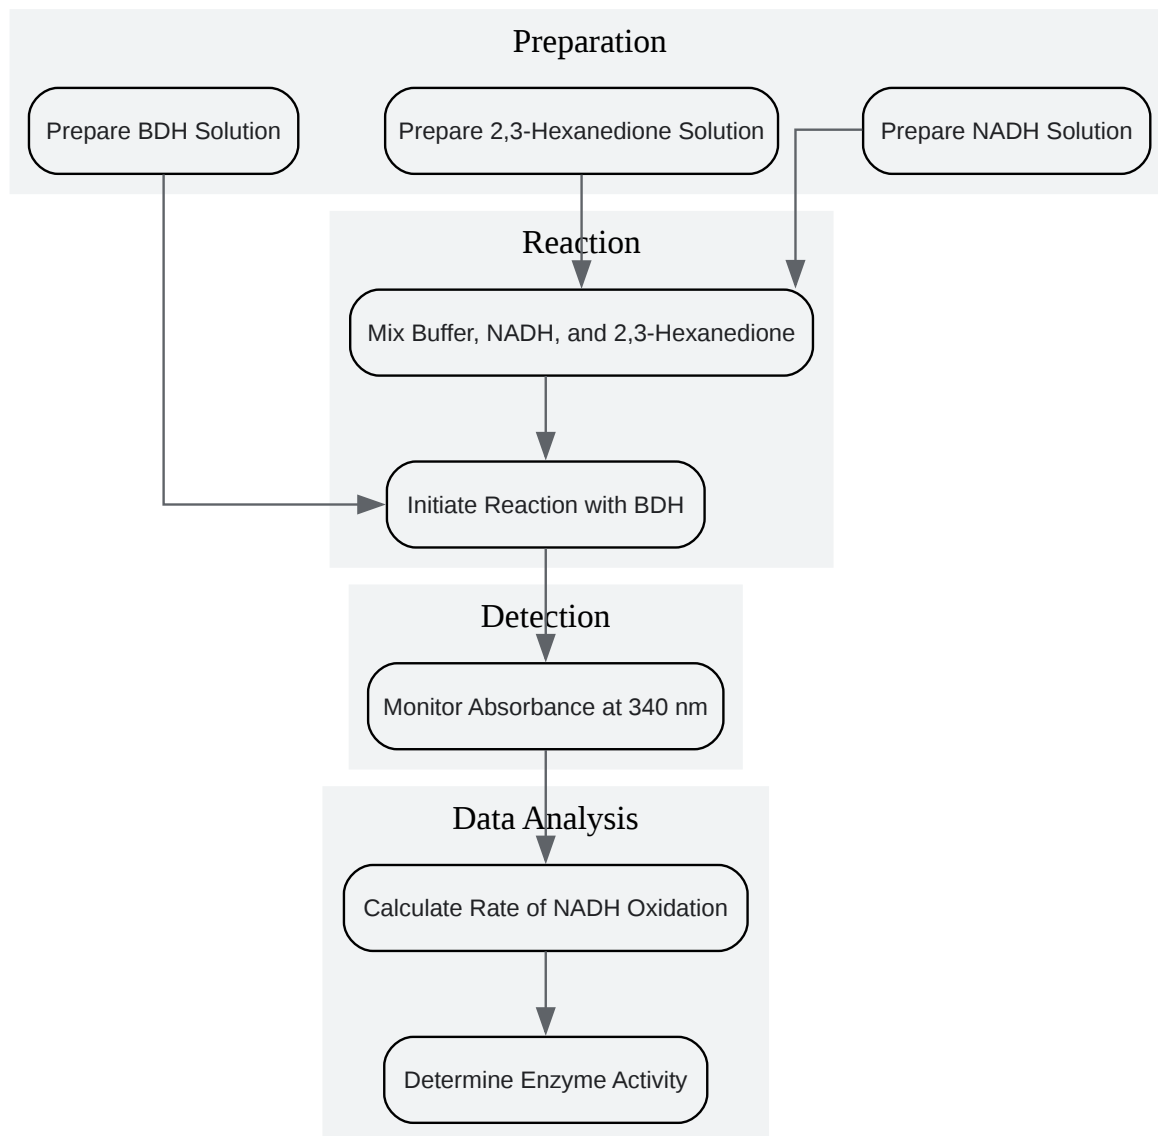 Preparation
Prepare BDH Solution
Prepare 2,3-Hexanedione Solution
Prepare NADH Solution
Reaction
Mix Buffer, NADH, and 2,3-Hexanedione
Initiate Reaction with BDH
Detection
Monitor Absorbance at 340 nm
Data Analysis
Calculate Rate of NADH Oxidation
Determine Enzyme Activity